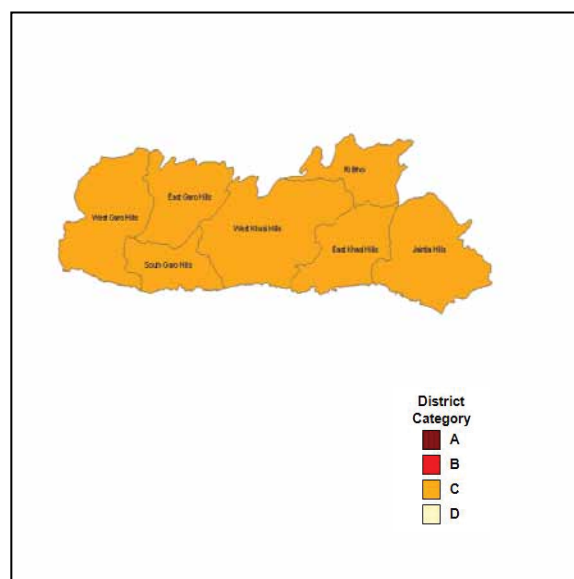 Ri Bhoi
East Garo Hills
West Garo Hills
West Khasi Hills
East Khasi Hills
Jaintia Hills
South Garo Hills
District
Category
A
B
C
D